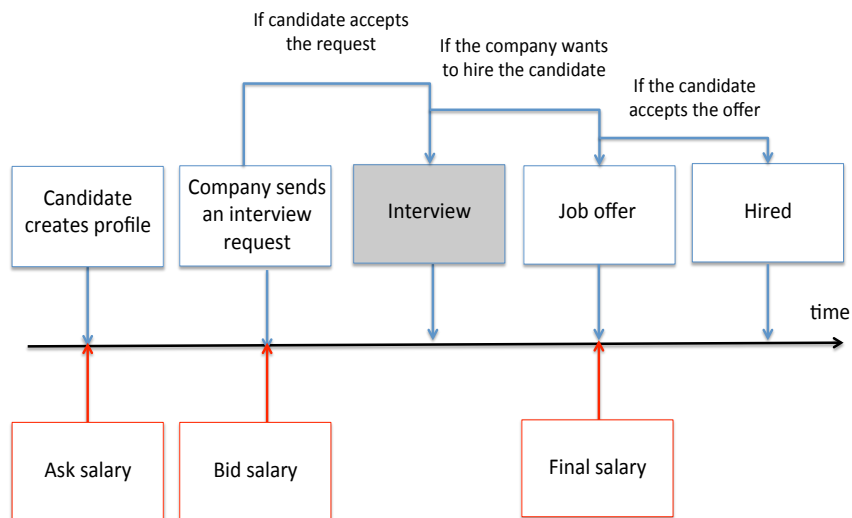 If candidate accepts
the request
If the company wants
to hire the candidate
If the candidate
accepts the offer
Candidate
creates profile
Company sends
an interview
request
Interview
Job offer
Hired
time
Ask salary
Bid salary
Final salary